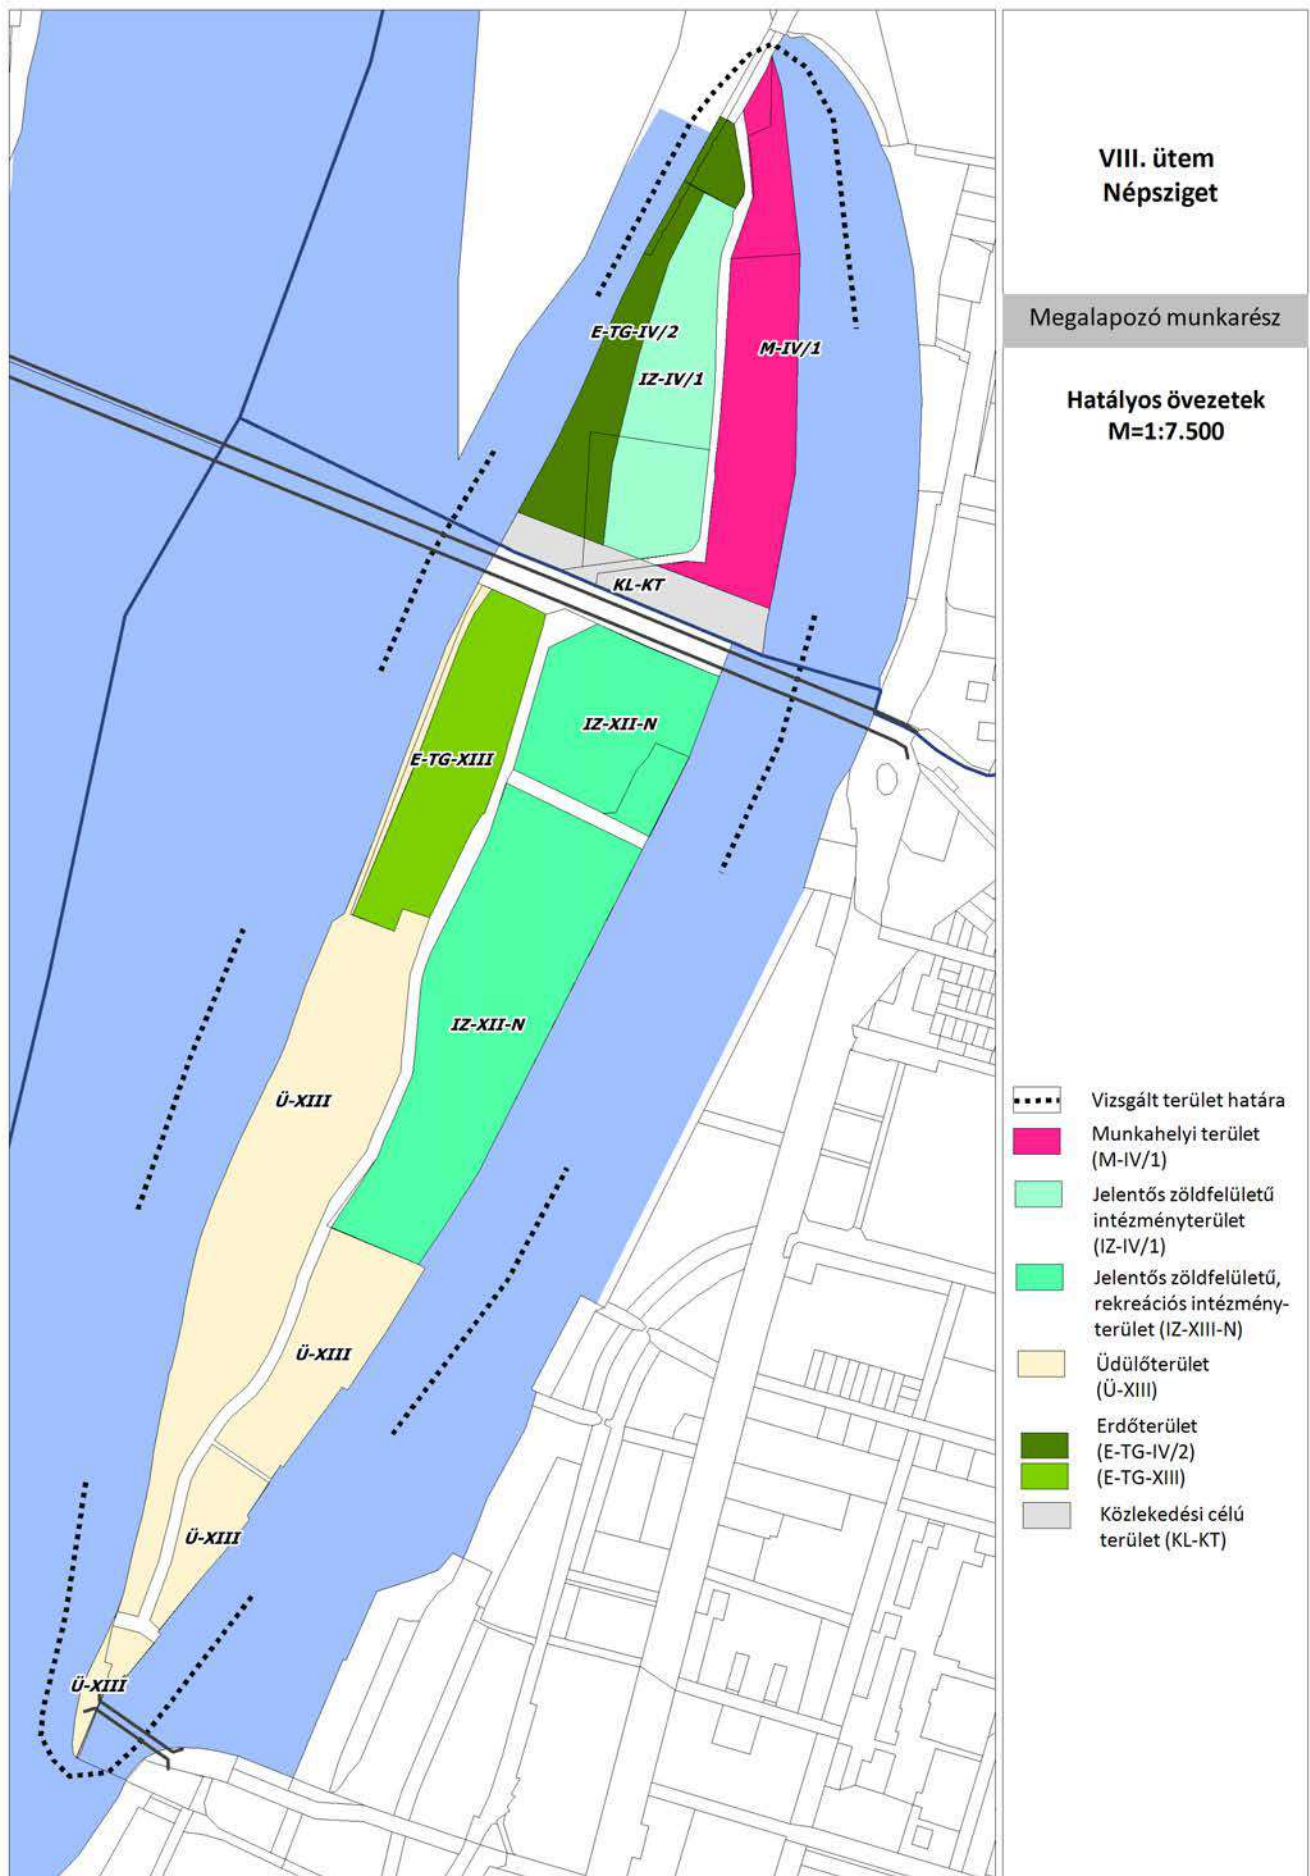 VIII. ütem
Népsziget
Megalapozó munkarész
Hatályos övezetek
M=1:7.500
E-TG-IV/2
M-IV/1
IZ-IV/1
KL-KT
IZ-XII-N
E-TG-XIII
IZ-XII-N
Ü-XIII
Ü-XIII
Ü-XIII
Ü-XIII
Vizsgált terület határa
Munkahelyi terület
(M-IV/1)
Jelentős zöldfelületű
intézményterület
(IZ-IV/1)
Jelentős zöldfelületű,
rekreációs intézmény-
terület (IZ-XIII-N)
Üdülőterület
(Ü-XIII)
Erdőterület
(E-TG-IV/2)
(E-TG-XIII)
Közlekedési célú
terület (KL-KT)